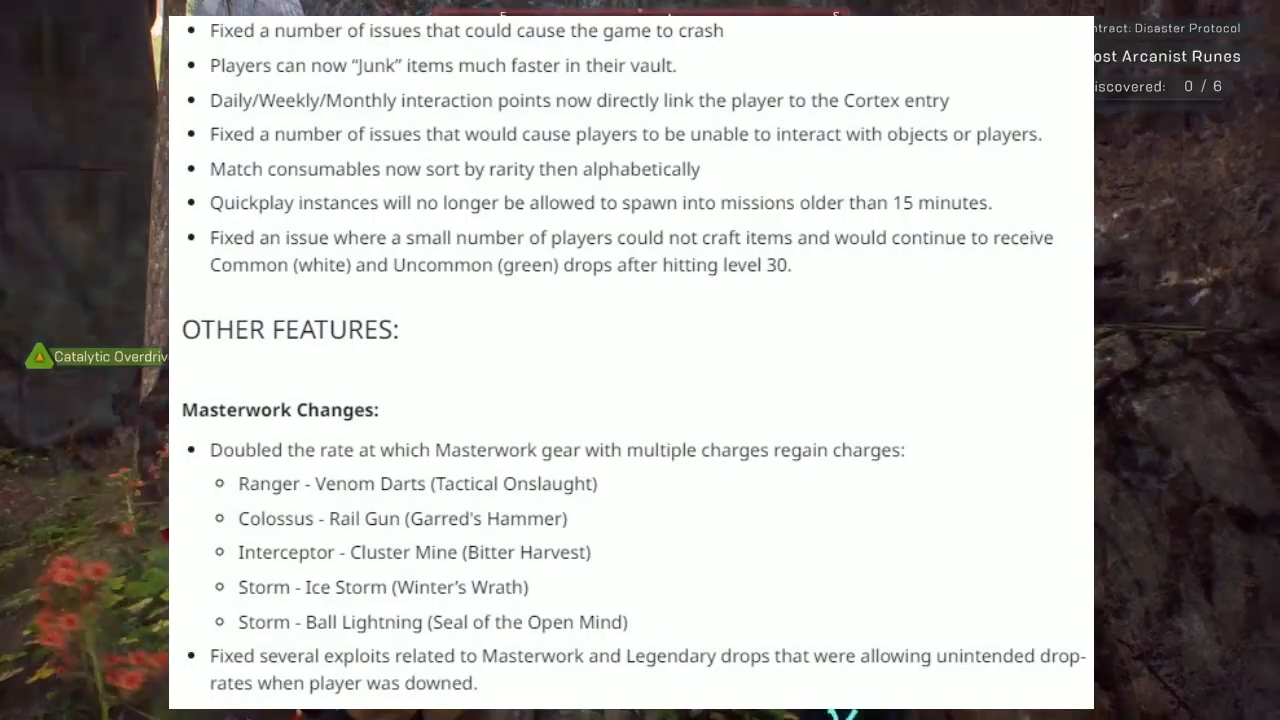 E
S
ntract: Disaster Protocol
ost Arcanist Runes
iscovered: 0 / 6
Catalytic Overdriv
• Fixed a number of issues that could cause the game to crash
• Players can now “Junk” items much faster in their vault.
• Daily/Weekly/Monthly interaction points now directly link the player to the Cortex entry
• Fixed a number of issues that would cause players to be unable to interact with objects or players.
• Match consumables now sort by rarity then alphabetically
• Quickplay instances will no longer be allowed to spawn into missions older than 15 minutes.
• Fixed an issue where a small number of players could not craft items and would continue to receive
Common (white) and Uncommon (green) drops after hitting level 30.
OTHER FEATURES:
Masterwork Changes:
• Doubled the rate at which Masterwork gear with multiple charges regain charges:
◦ Ranger - Venom Darts (Tactical Onslaught)
◦ Colossus - Rail Gun (Garred's Hammer)
◦ Interceptor - Cluster Mine (Bitter Harvest)
◦ Storm - Ice Storm (Winter’s Wrath)
◦ Storm - Ball Lightning (Seal of the Open Mind)
• Fixed several exploits related to Masterwork and Legendary drops that were allowing unintended drop-
rates when player was downed.